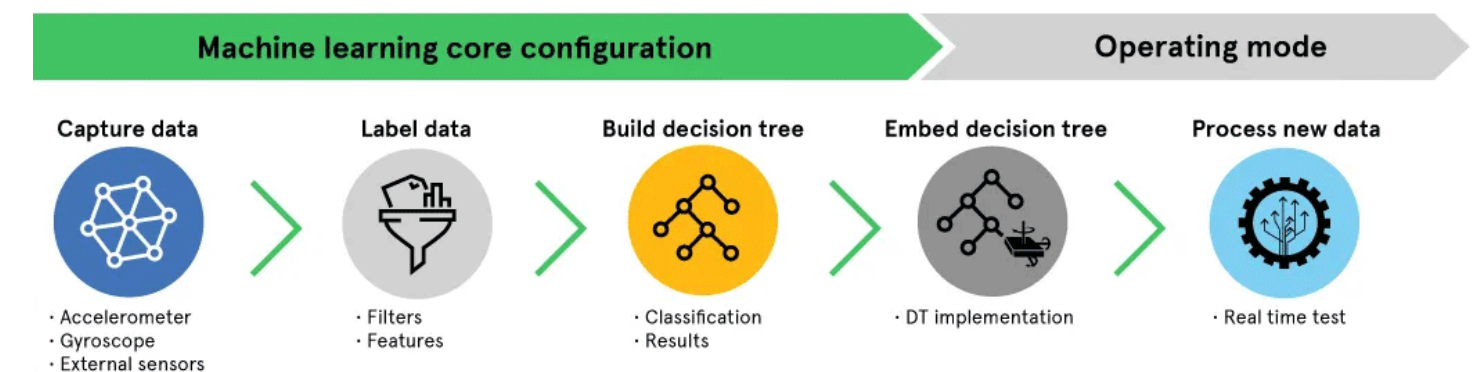 Machine learning core configuration
Operating mode
Capture data
Label data
Build decision tree
Embed decision tree
Process new data
· Accelerometer
· Gyroscope
· External sensors
· Filters
· Features
· Classification
· Results
· DT implementation
· Real time test